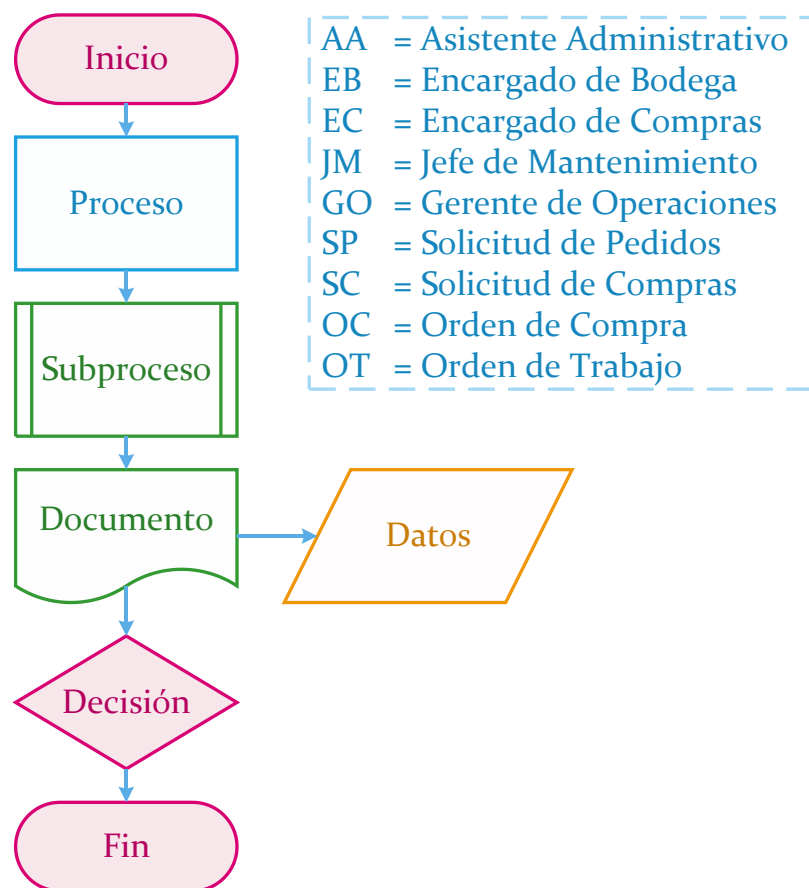 Inicio
Proceso
Subproceso
Documento
Datos
Decisión
Fin
AA = Asistente Administrativo
EB = Encargado de Bodega
EC = Encargado de Compras
JM = Jefe de Mantenimiento
GO = Gerente de Operaciones
SP = Solicitud de Pedidos
SC = Solicitud de Compras
OC = Orden de Compra
OT = Orden de Trabajo